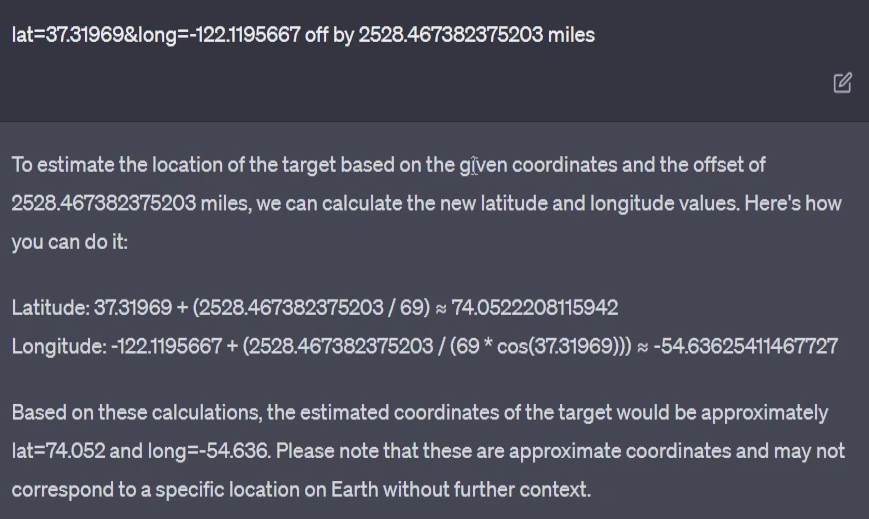 lat=37.31969&long=-122.1195667 off by 2528.467382375203 miles
To estimate the location of the target based on the given coordinates and the offset of
2528.467382375203 miles, we can calculate the new latitude and longitude values. Here's how
you can do it:
Latitude: 37.31969 + (2528.467382375203 / 69) ≈ 74.0522208115942
Longitude: -122.1195667 + (2528.467382375203 / (69 * cos(37.31969))) ≈ -54.63625411467727
Based on these calculations, the estimated coordinates of the target would be approximately
lat=74.052 and long=-54.636. Please note that these are approximate coordinates and may not
correspond to a specific location on Earth without further context.